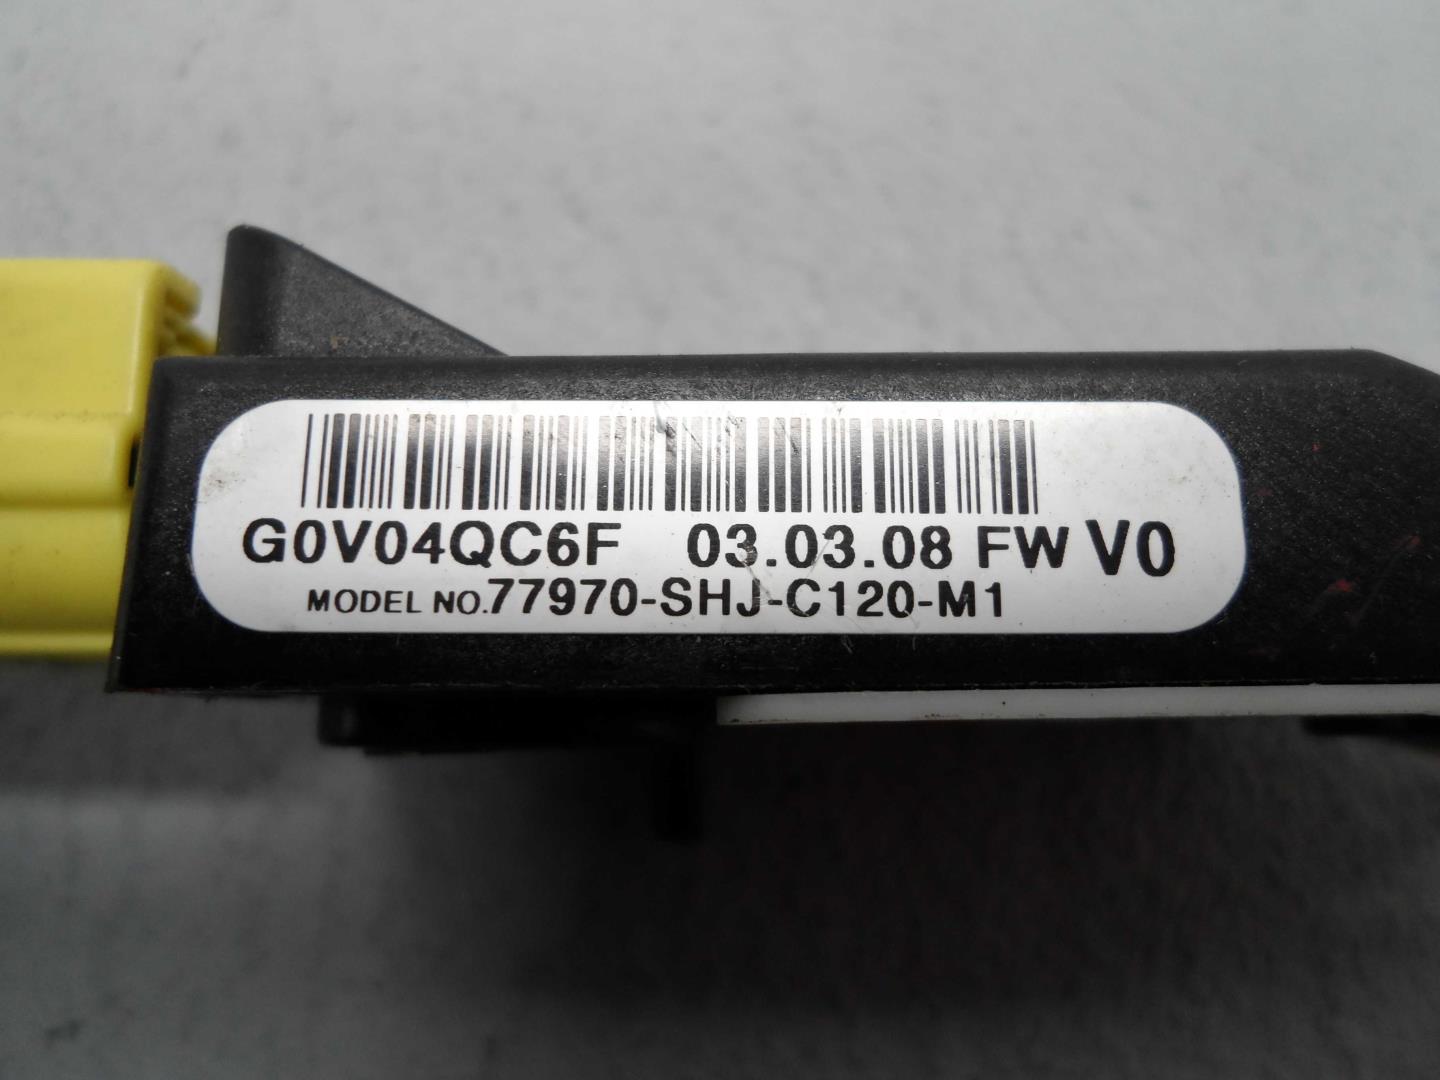 G0V04QC6F 03.03.08 FW V0
MODEL NO.77970-SHJ-C120-M1